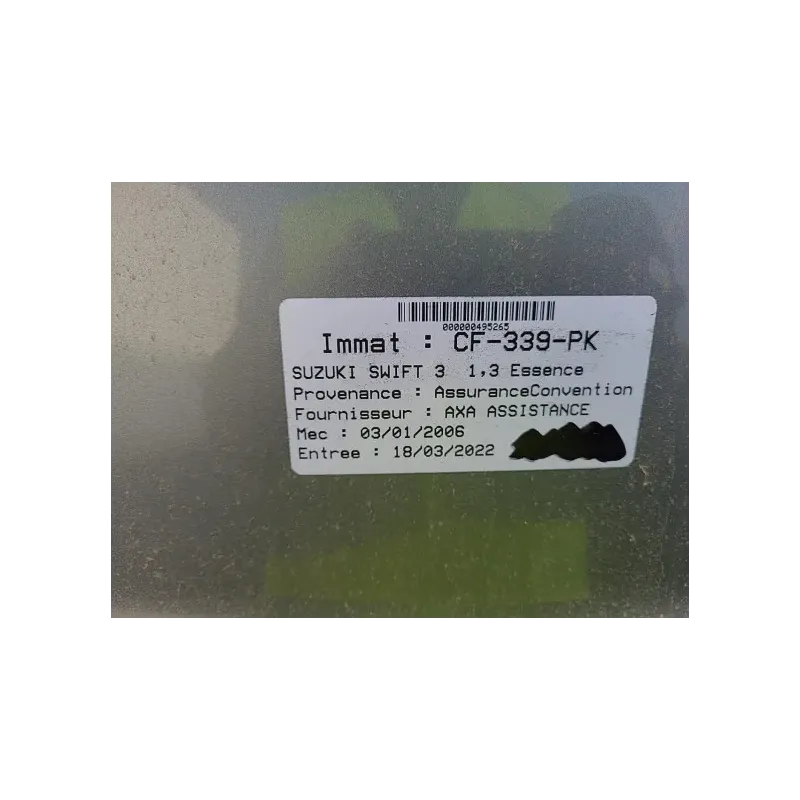 000000495265
Immat : CF-339-PK
SUZUKI SWIFT 3 1,3 Essence
Provenance : AssuranceConvention
Fournisseur : AXA ASSISTANCE
Mec : 03/01/2006
Entree : 18/03/2022